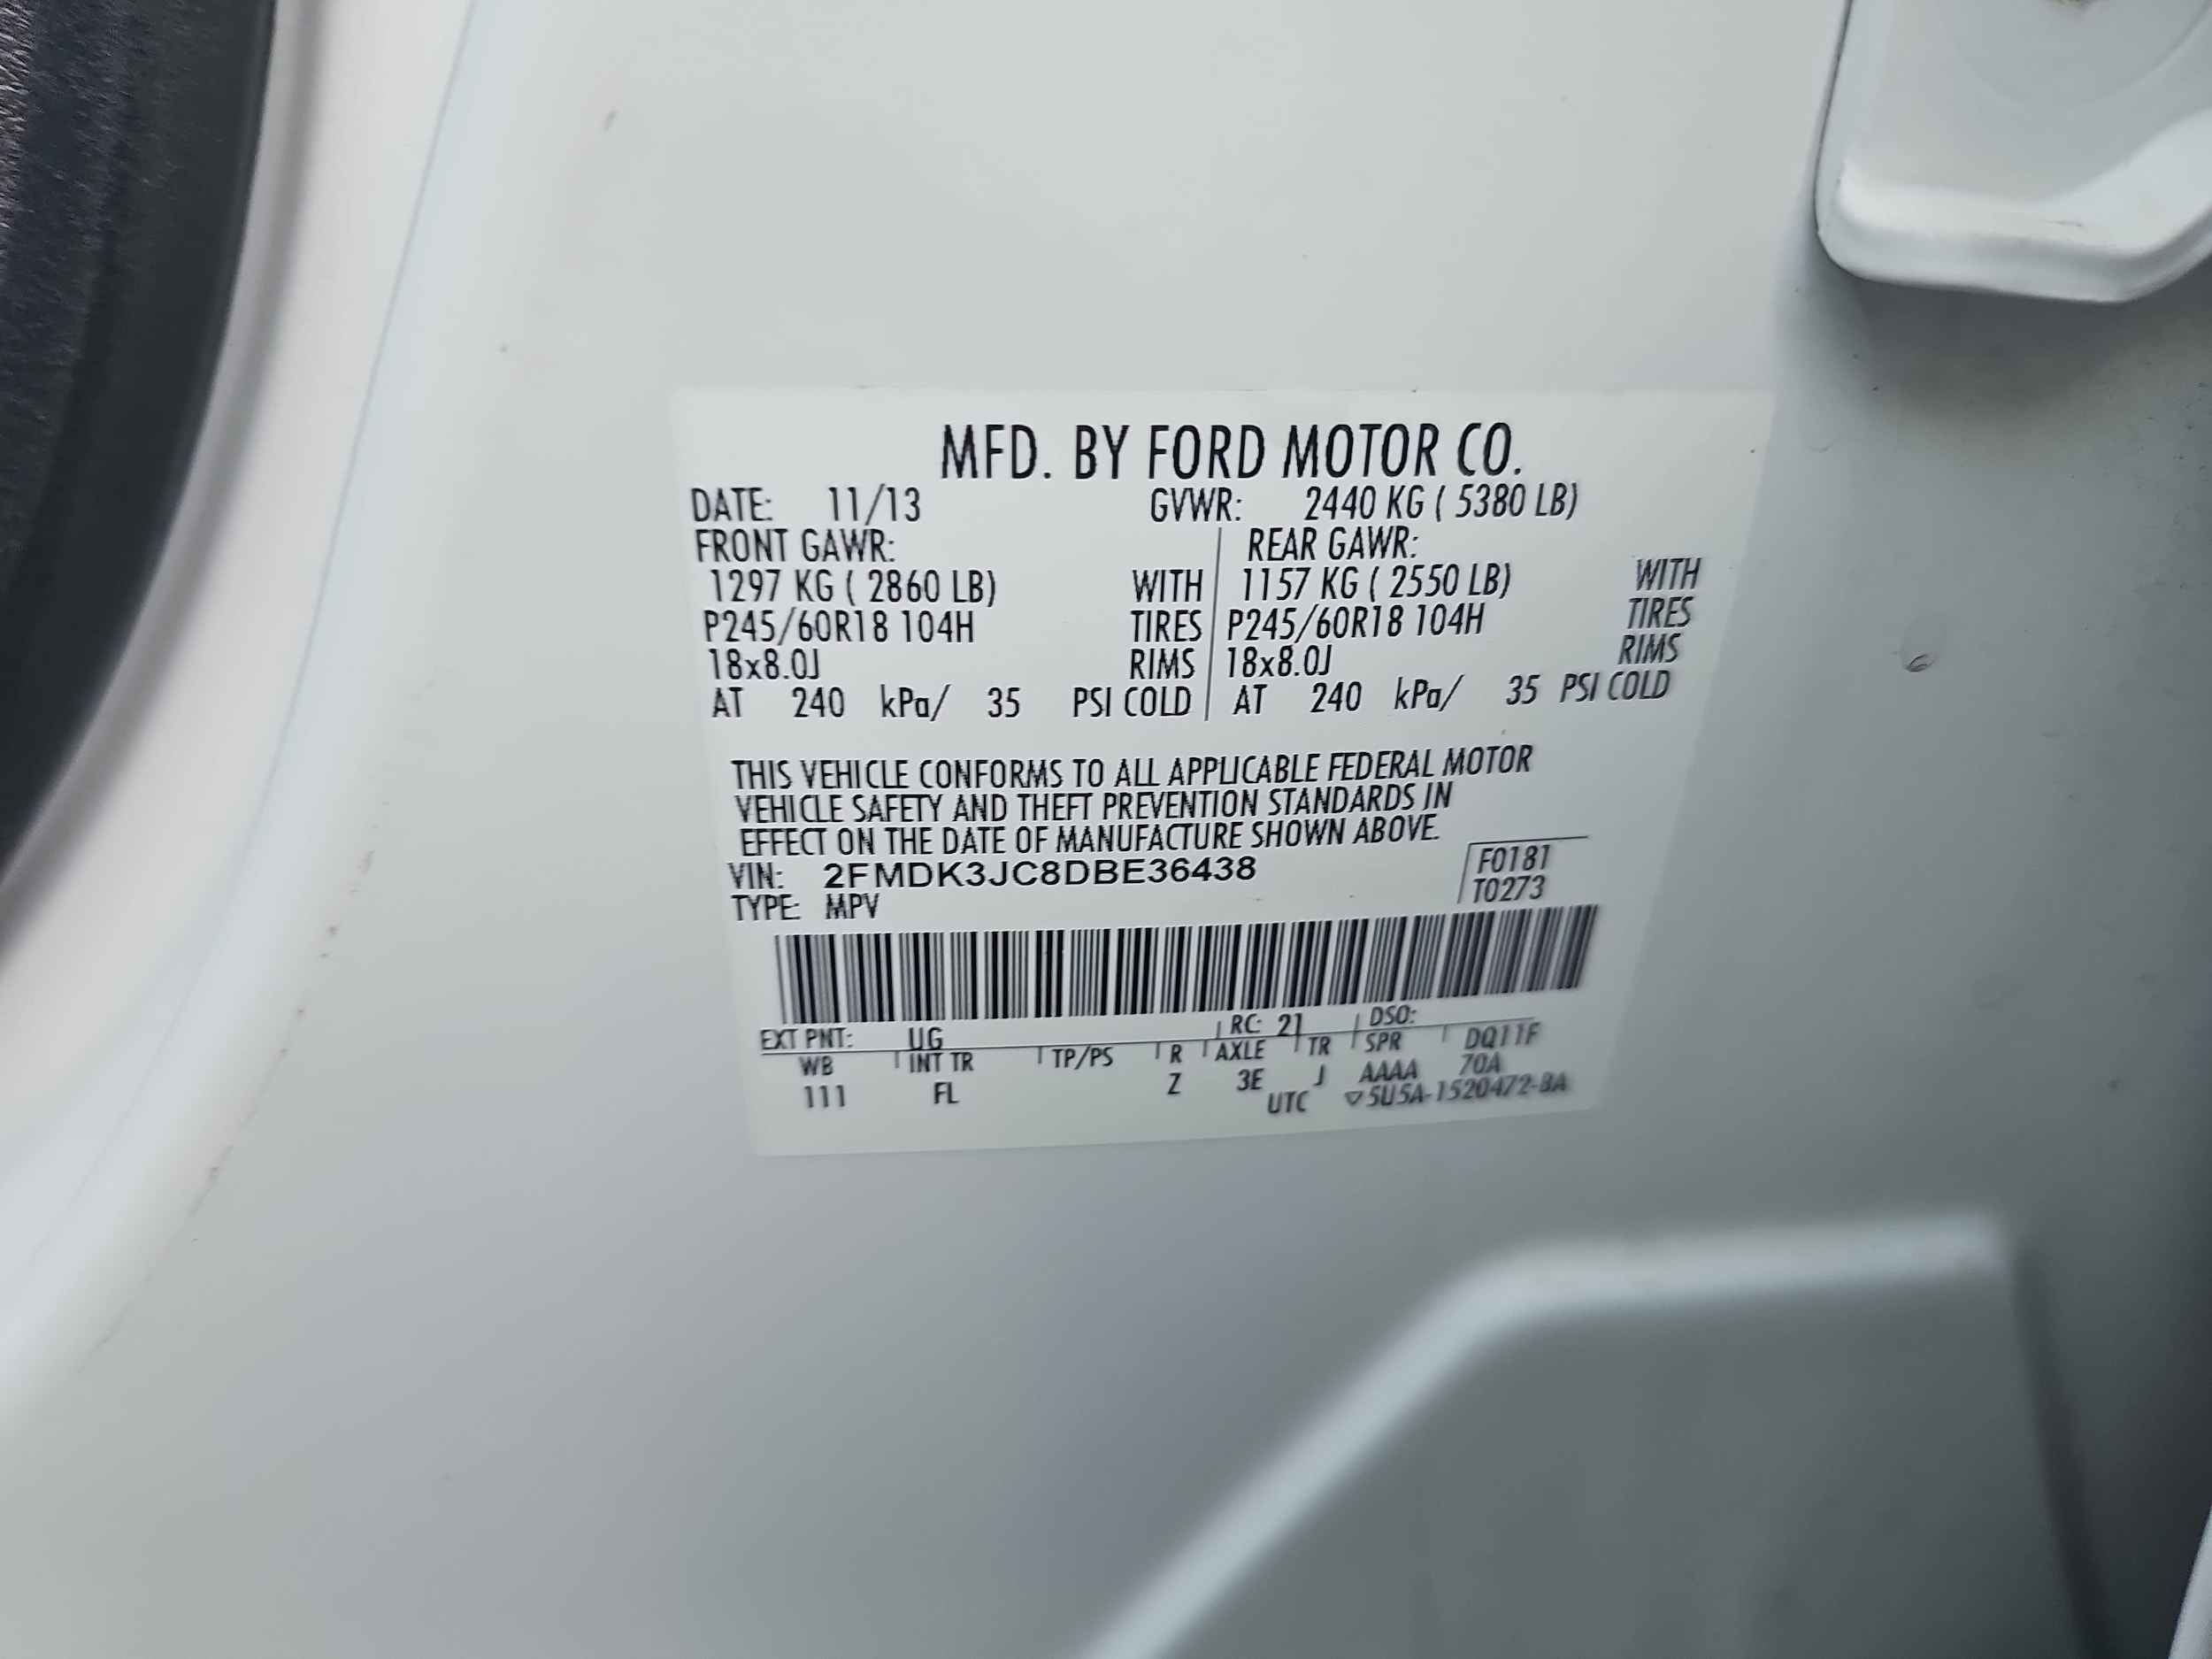 MFD. BY FORD MOTOR CO.
DATE: 11/13 GVWR: 2440 KG ( 5380 LB)
FRONT GAWR: REAR GAWR:
1297 KG ( 2860 LB) WITH 1157 KG ( 2550 LB) WITH
P245/60R18 104H TIRES P245/60R18 104H TIRES
18x8.0J RIMS 18x8.0J RIMS
AT 240 kPa/ 35 PSI COLD AT 240 kPa/ 35 PSI COLD
THIS VEHICLE CONFORMS TO ALL APPLICABLE FEDERAL MOTOR
VEHICLE SAFETY AND THEFT PREVENTION STANDARDS IN
EFFECT ON THE DATE OF MANUFACTURE SHOWN ABOVE.
VIN: 2FMDK3JC8DBE36438 F0181
TYPE: MPV T0273
EXT PNT: UG RC: 21 DSO:
WB INT TR TP/PS R AXLE TR SPR DQ11F
111 FL Z 3E J AAAA 70A
UTC ▽5U5A-1520472-BA